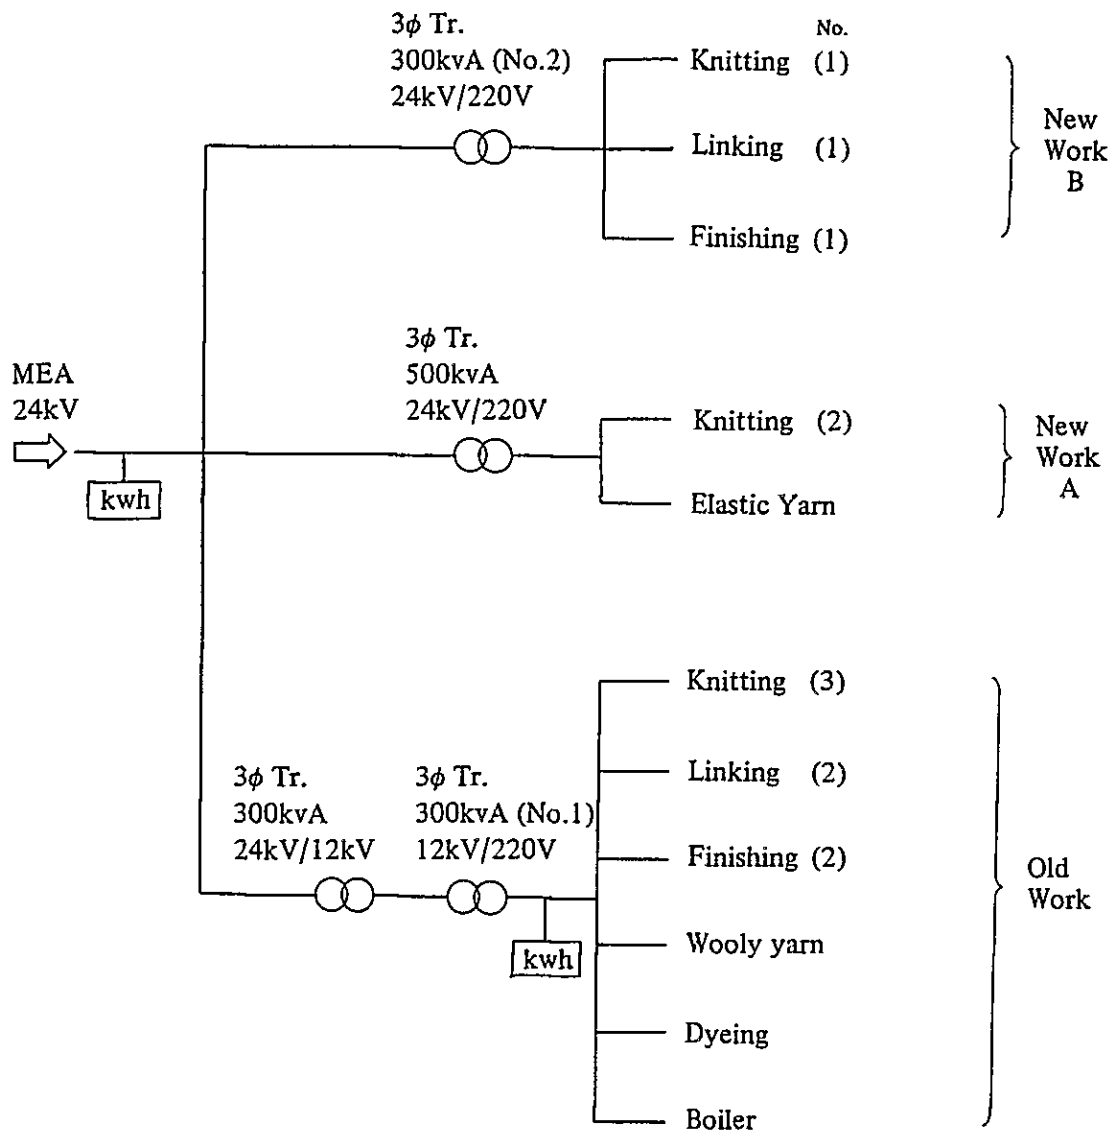 3φ Tr.
300kvA (No.2)
24kV/220V
No.
Knitting (1)
Linking (1)
Finishing (1)
New
Work
B
MEA
24kV
kwh
3φ Tr.
500kvA
24kV/220V
Knitting (2)
Elastic Yarn
New
Work
A
3φ Tr.
300kvA
24kV/12kV
3φ Tr.
300kvA (No.1)
12kV/220V
kwh
Knitting (3)
Linking (2)
Finishing (2)
Wooly yarn
Dyeing
Boiler
Old
Work